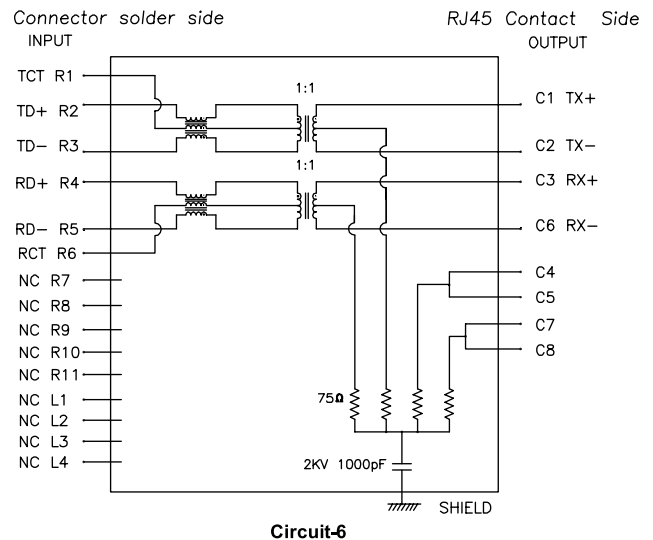 Connector solder side
RJ45 Contact Side
INPUT
OUTPUT
TCT R1
1:1
C1 TX+
TD+ R2
TD- R3
C2 TX-
1:1
RD+ R4
C3 RX+
RD- R5
C6 RX-
RCT R6
NC R7
C4
NC R8
C5
NC R9
C7
NC R10
C8
NC R11
NC L1
75Ω
NC L2
NC L3
NC L4
2KV 1000pF
SHIELD
Circuit-6